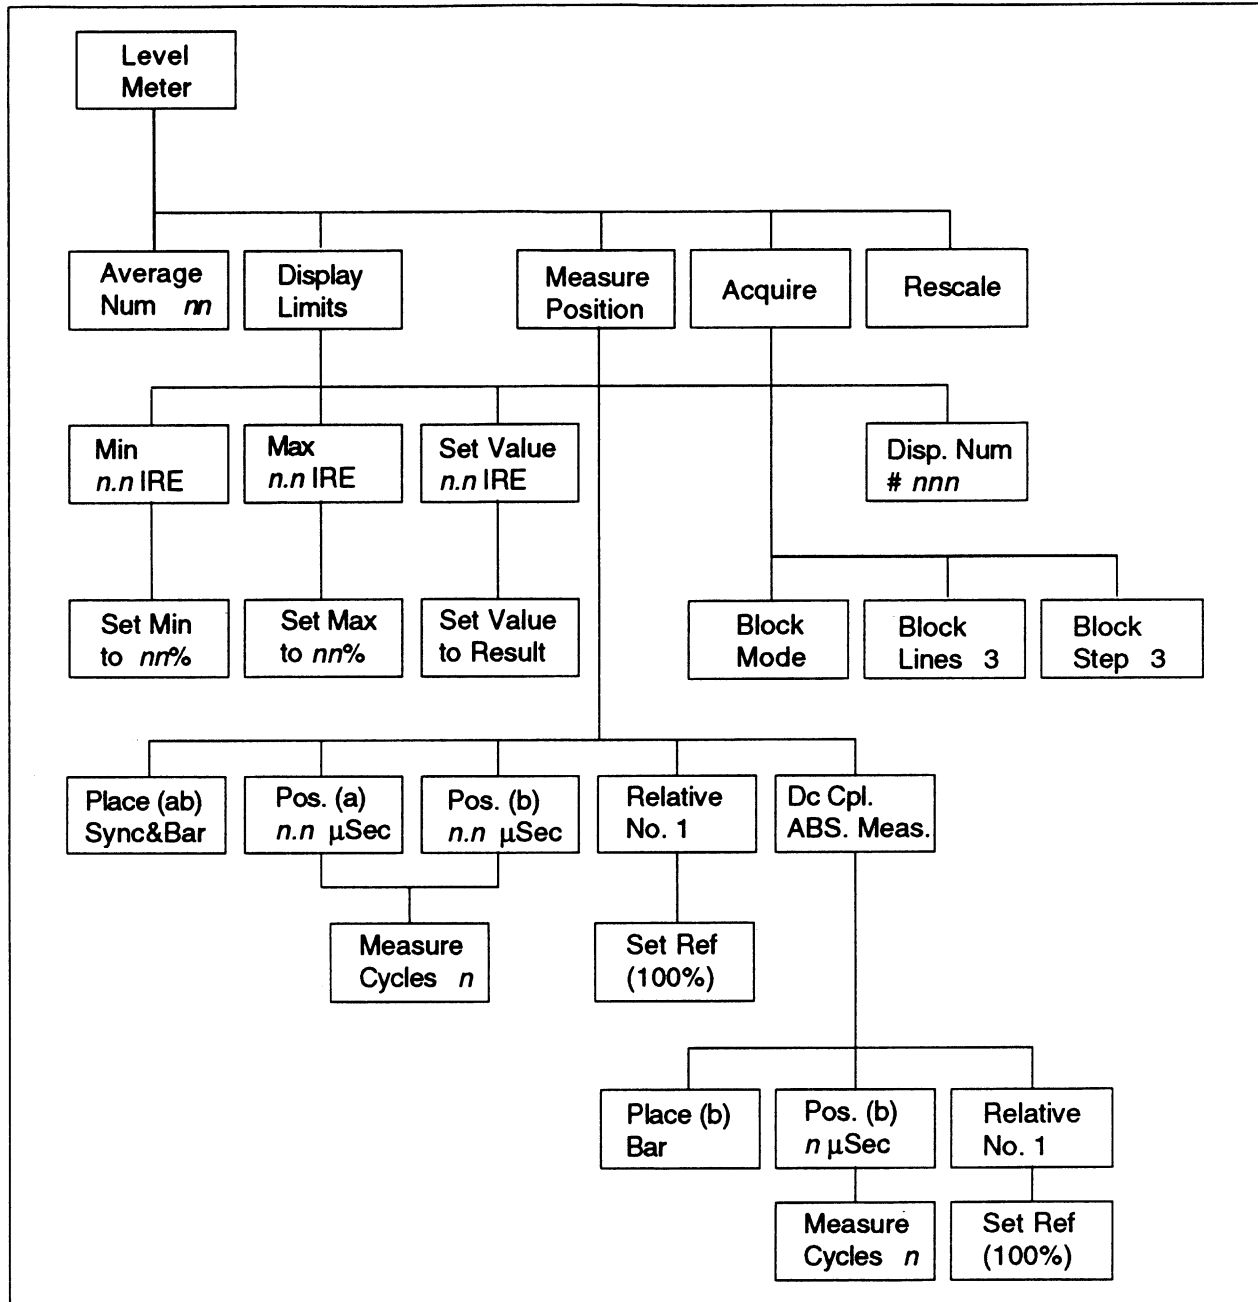 Level
Meter
Average
Num nn
Display
Limits
Measure
Position
Acquire
Rescale
Min
n.n IRE
Max
n.n IRE
Set Value
n.n IRE
Disp. Num
# nnn
Set Min
to nn%
Set Max
to nn%
Set Value
to Result
Block
Mode
Block
Lines 3
Block
Step 3
Place (ab)
Sync&Bar
Pos. (a)
n.n µSec
Pos. (b)
n.n µSec
Relative
No. 1
Dc Cpl.
ABS. Meas.
Measure
Cycles n
Set Ref
(100%)
Place (b)
Bar
Pos. (b)
n µSec
Relative
No. 1
Measure
Cycles n
Set Ref
(100%)